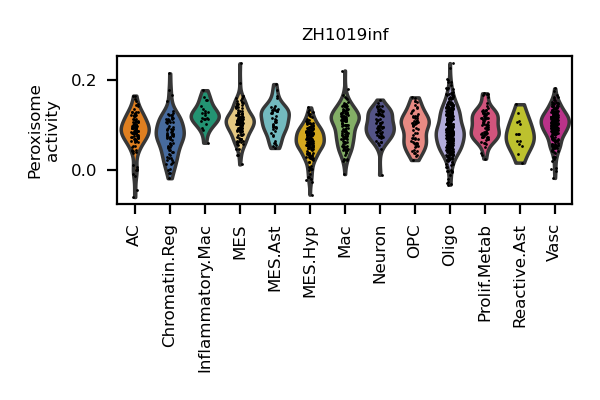 ZH1019inf
Peroxisome
activity
0.2
0.0
AC
Chromatin.Reg
Inflammatory.Mac
MES
MES.Ast
MES.Hyp
Mac
Neuron
OPC
Oligo
Prolif.Metab
Reactive.Ast
Vasc